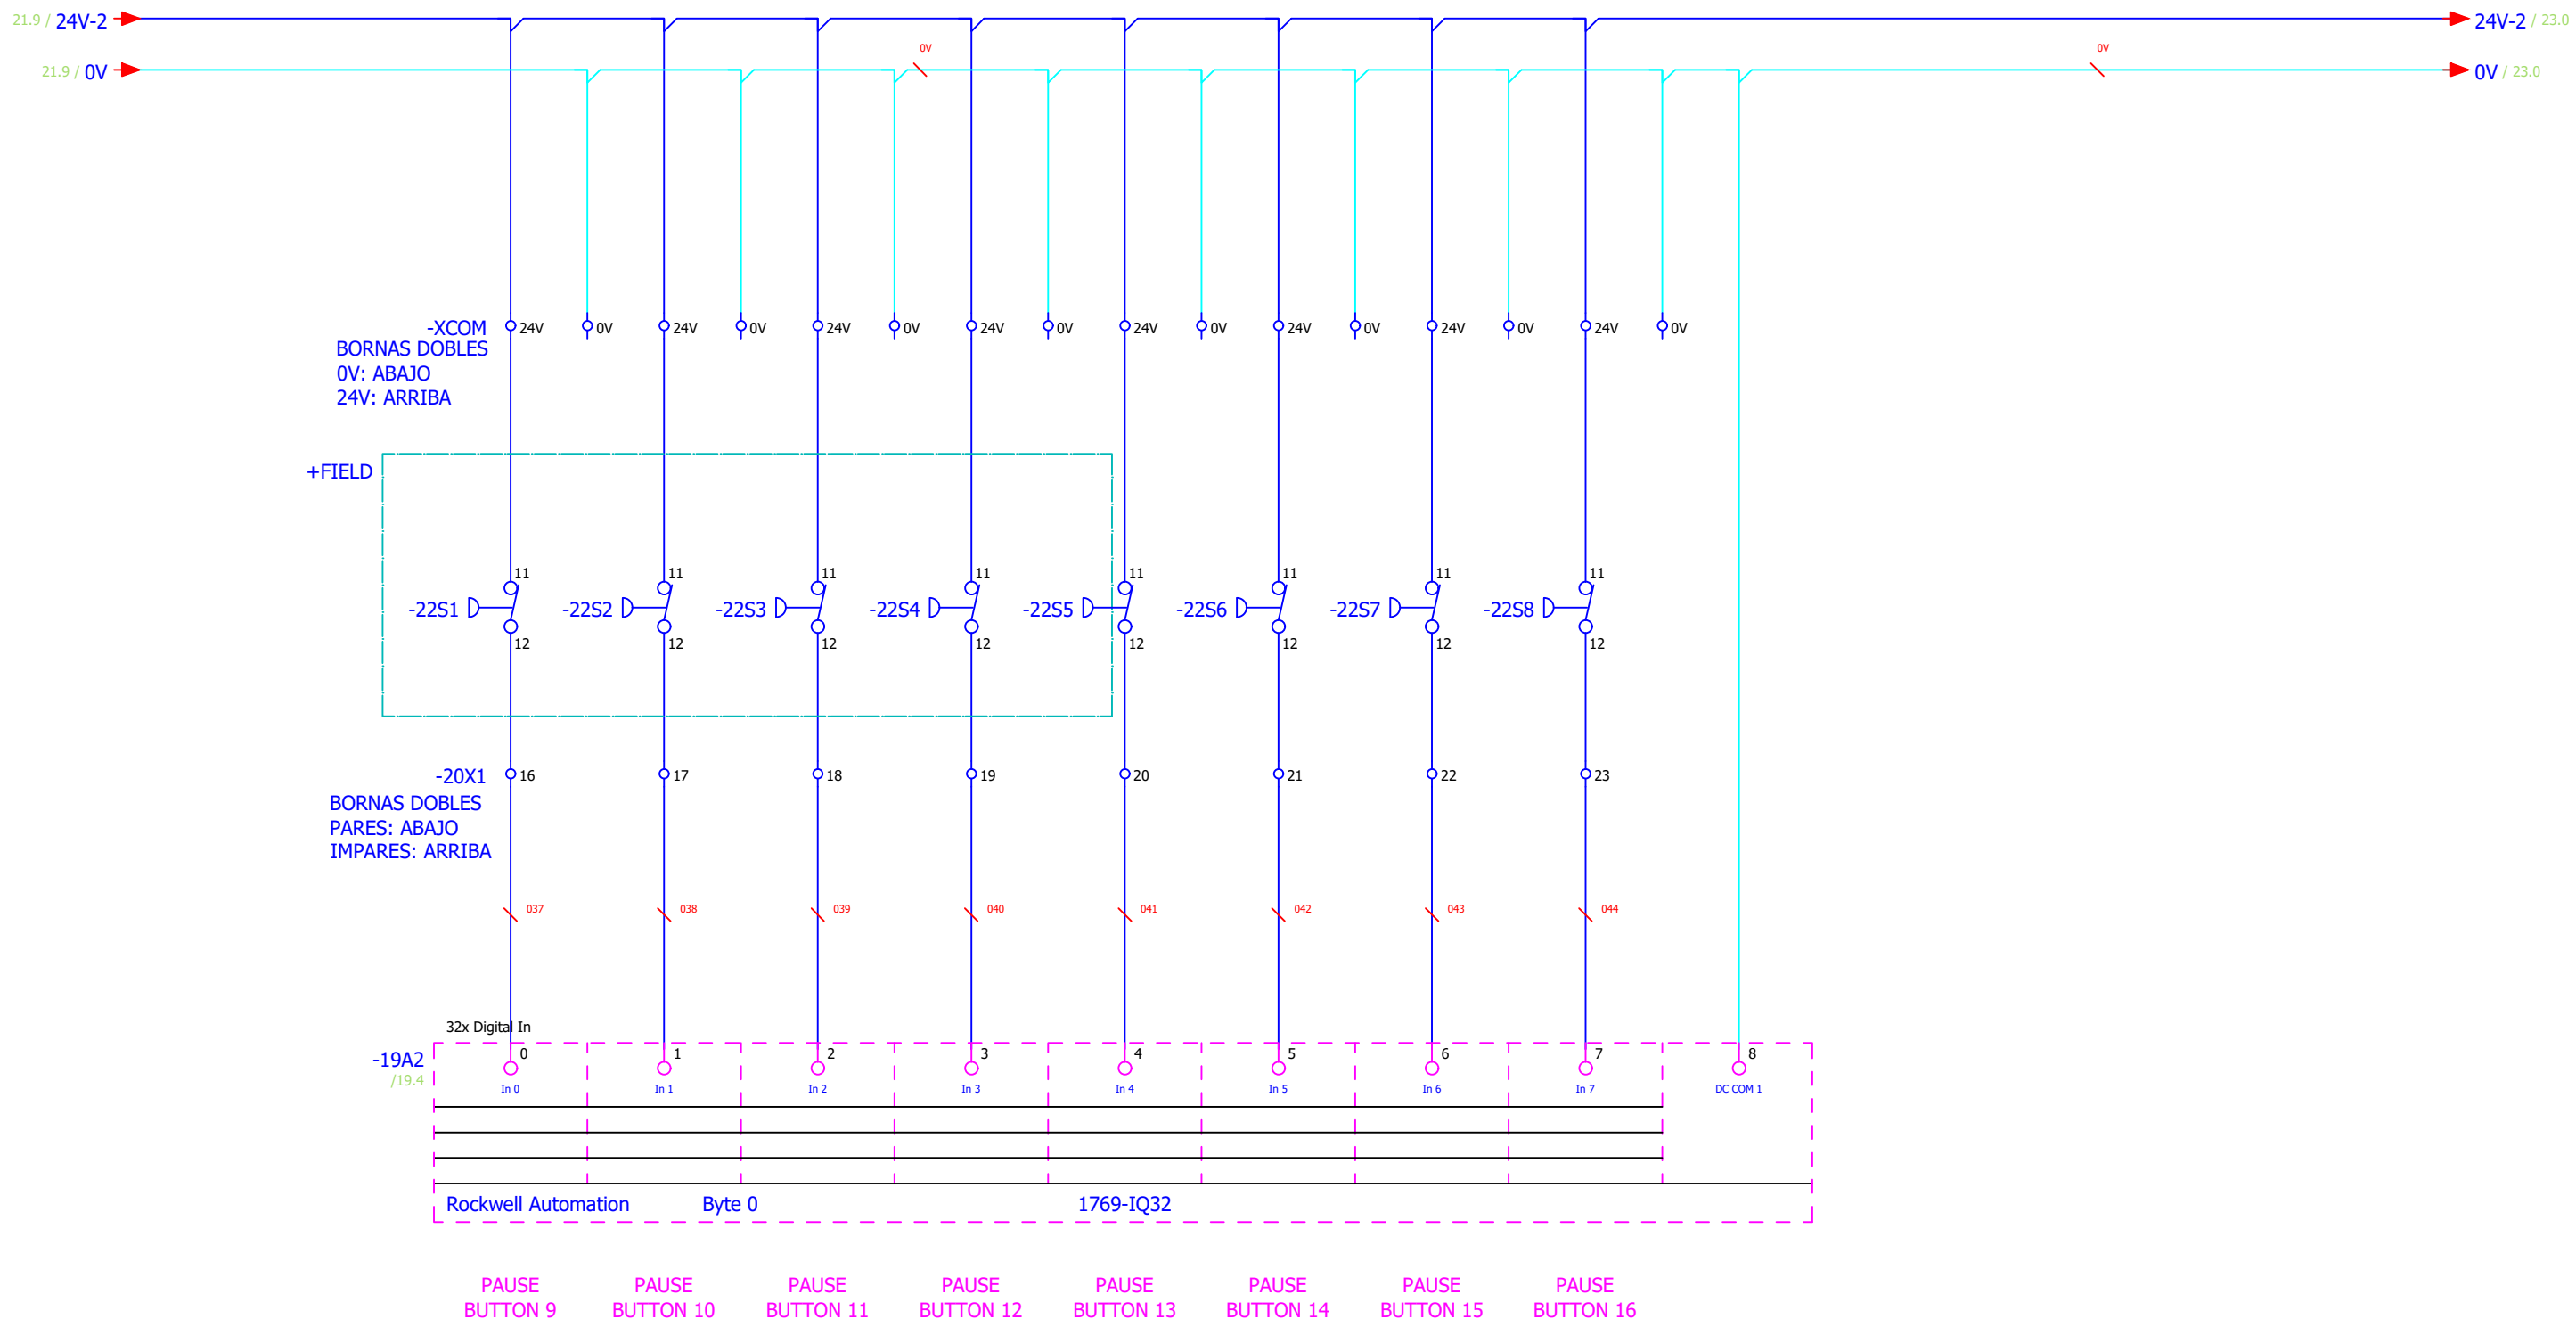 21.9 / 24V-2
24V-2 / 23.0
0V
0V
21.9 / 0V
0V / 23.0
-XCOM 24V 0V 24V 0V 24V 0V 24V 0V 24V 0V 24V 0V 24V 0V 24V 0V
BORNAS DOBLES
0V: ABAJO
24V: ARRIBA
+FIELD
11 11 11 11 11 11 11 11
-22S1 -22S2 -22S3 -22S4 -22S5 -22S6 -22S7 -22S8
12 12 12 12 12 12 12 12
-20X1 16 17 18 19 20 21 22 23
BORNAS DOBLES
PARES: ABAJO
IMPARES: ARRIBA
037 038 039 040 041 042 043 044
32x Digital In
-19A2 0 1 2 3 4 5 6 7 8
/19.4
In 0 In 1 In 2 In 3 In 4 In 5 In 6 In 7 DC COM 1
Rockwell Automation Byte 0 1769-IQ32
PAUSE PAUSE PAUSE PAUSE PAUSE PAUSE PAUSE PAUSE
BUTTON 9 BUTTON 10 BUTTON 11 BUTTON 12 BUTTON 13 BUTTON 14 BUTTON 15 BUTTON 16